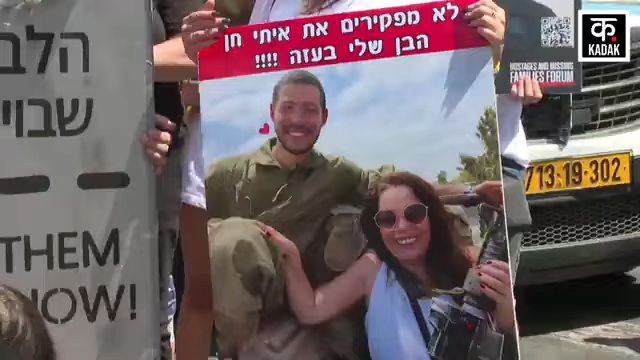 לא מפקירים את איתי חן
הבן שלי בעזה !!!!
הלב
שבוי
THEM
NOW!
HOSTAGES AND MISSING
FAMILIES FORUM
क
KADAK
713-19-302